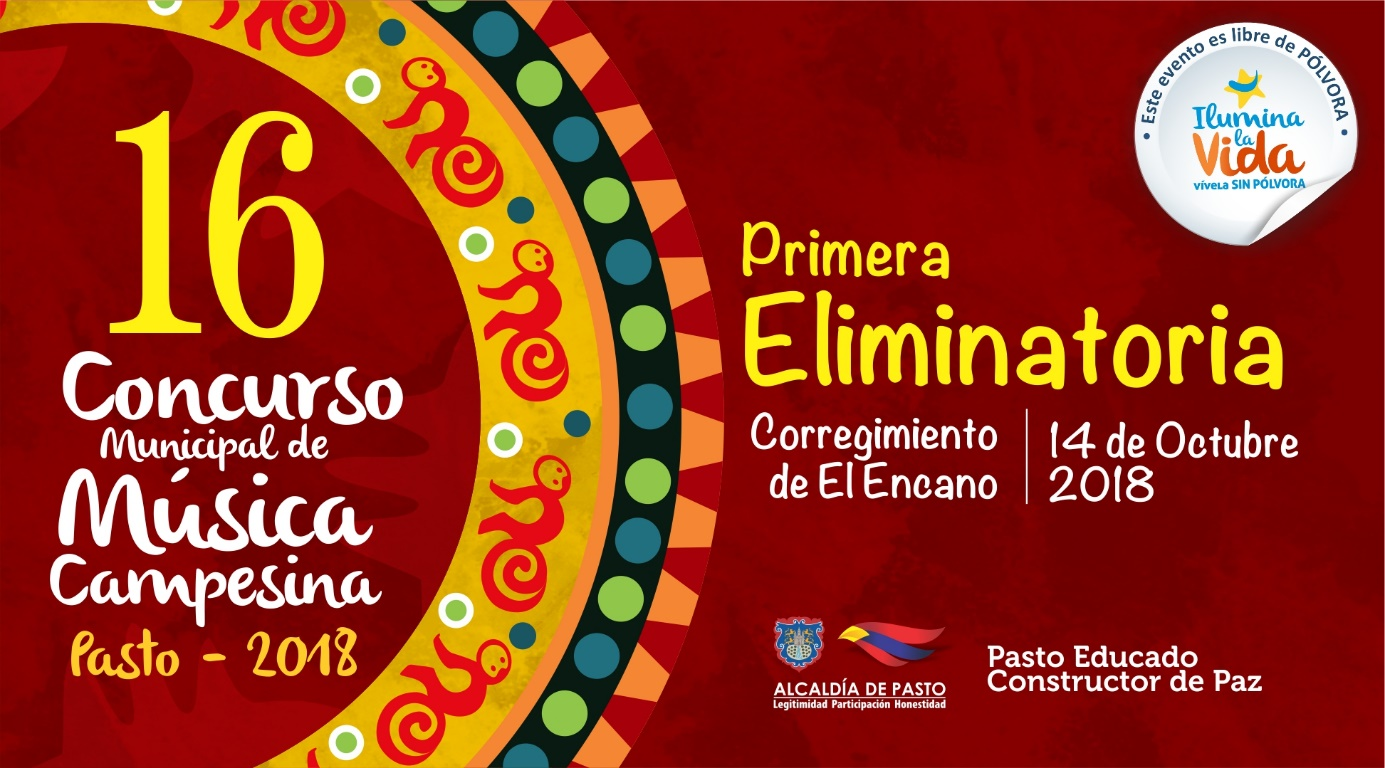 16
Concurso
Municipal de
Música
Campesina
Pasto - 2018
• Este evento es libre de PÓLVORA •
Ilumina
la
Vida
vívela SIN PÓLVORA
Primera
Eliminatoria
Corregimiento
de El Encano
14 de Octubre
2018
ALCALDÍA DE PASTO
Legitimidad Participación Honestidad
Pasto Educado
Constructor de Paz